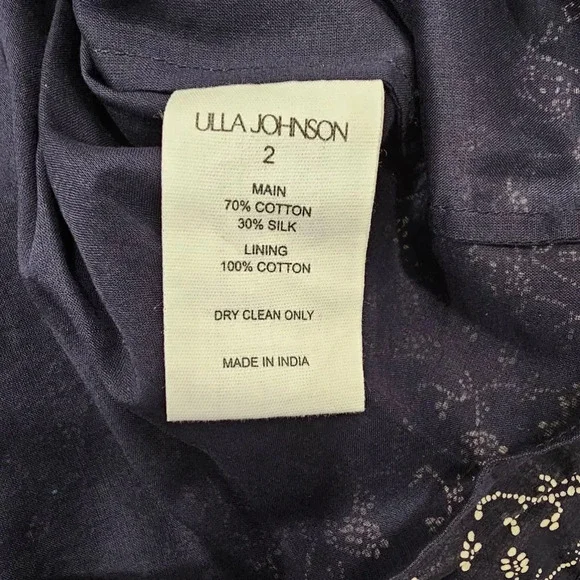 ULLA JOHNSON
2
MAIN
70% COTTON
30% SILK
LINING
100% COTTON
DRY CLEAN ONLY
MADE IN INDIA